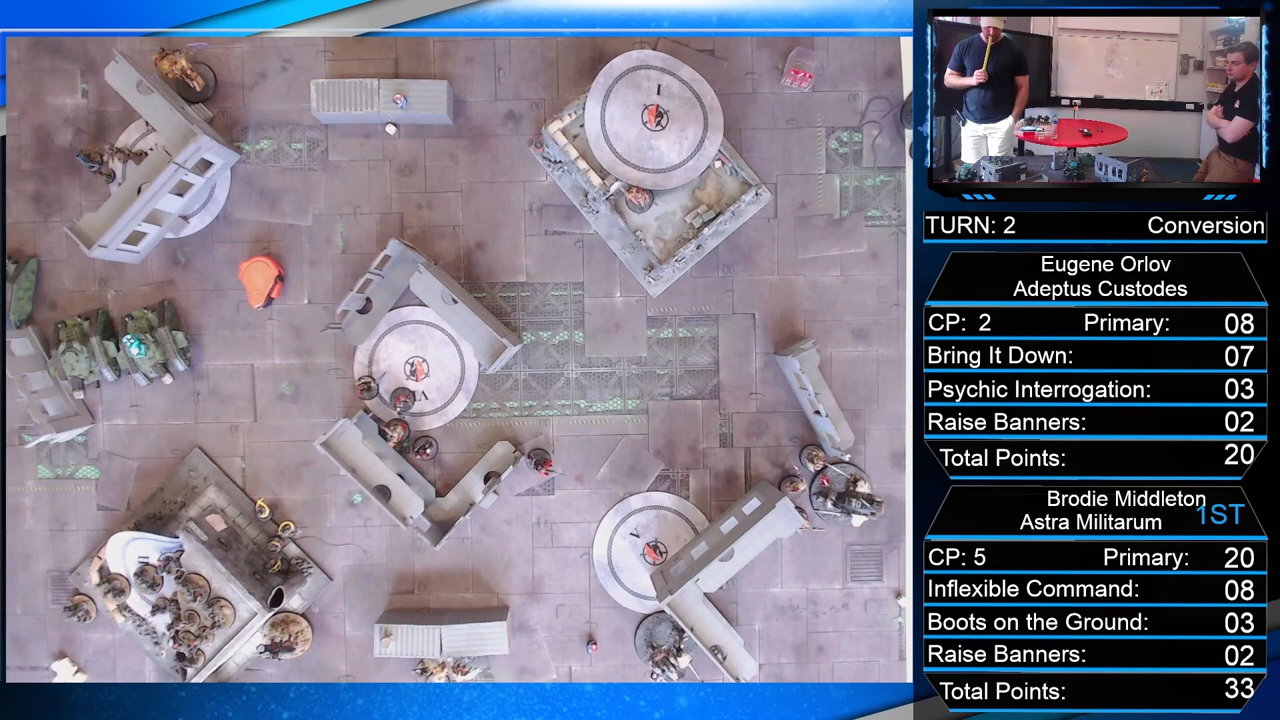 TURN: 2 Conversion
Eugene Orlov
Adeptus Custodes
CP: 2 Primary: 08
Bring It Down: 07
Psychic Interrogation: 03
Raise Banners: 02
Total Points: 20
Brodie Middleton
1ST
Astra Militarum
CP: 5 Primary: 20
Inflexible Command: 08
Boots on the Ground: 03
Raise Banners: 02
Total Points: 33
I
VI
V